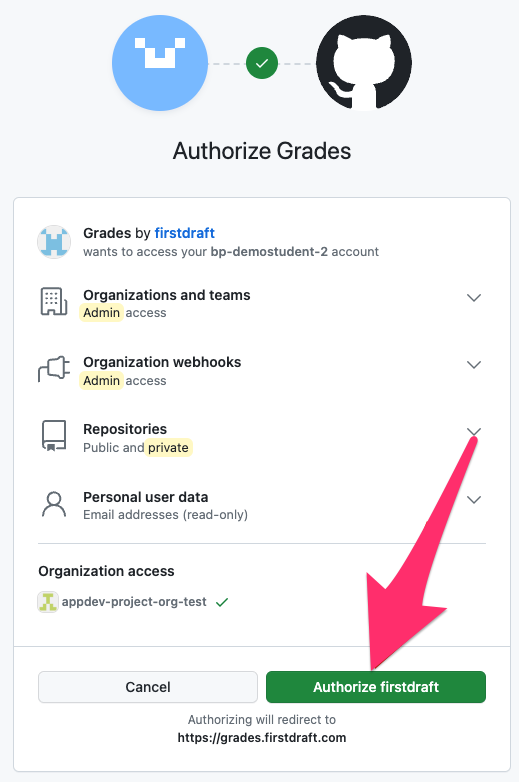 Authorize Grades
Grades by firstdraft
wants to access your bp-demostudent-2 account
Organizations and teams
Admin access
Organization webhooks
Admin access
Repositories
Public and private
Personal user data
Email addresses (read-only)
Organization access
appdev-project-org-test
Cancel
Authorize firstdraft
Authorizing will redirect to
https://grades.firstdraft.com